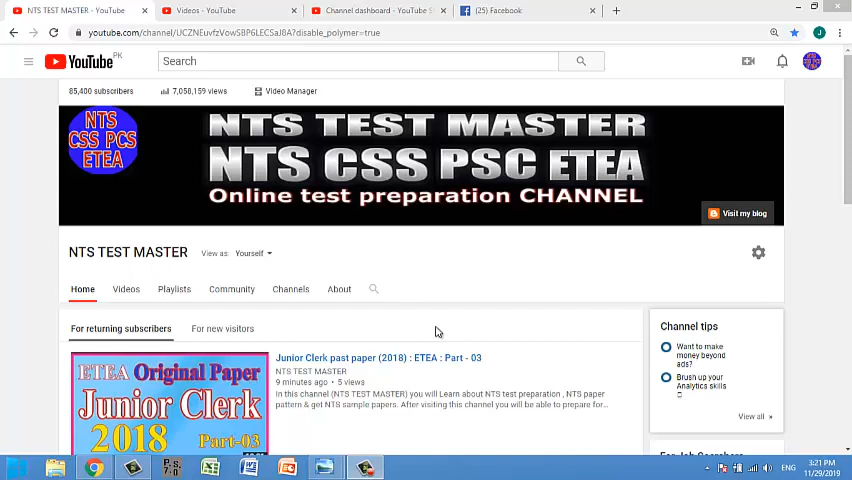 NTS TEST MASTER - YouTube
Videos - YouTube
Channel dashboard - YouTube S
(25) Facebook
youtube.com/channel/UCZNEuvfzVowSBP6LECSaJ8A?disable_polymer=true
YouTube PK
Search
85,400 subscribers
7,058,159 views
Video Manager
NTS
CSS PCS
ETEA
NTS TEST MASTER
NTS CSS PSC ETEA
Online test preparation CHANNEL
Visit my blog
NTS TEST MASTER
View as: Yourself
Home Videos Playlists Community Channels About
For returning subscribers
For new visitors
Channel tips
Want to make
money beyond
ads?
Brush up your
Analytics skills
View all »
ETEA Original Paper
Junior Clerk
2018 Part-03
Junior Clerk past paper (2018) : ETEA : Part - 03
NTS TEST MASTER
9 minutes ago • 5 views
In this channel (NTS TEST MASTER) you will Learn about NTS test preparation , NTS paper
pattern & get NTS sample papers. After visiting this channel you will be able to prepare for...
P.S.
7.0
ENG
3:21 PM
11/29/2019